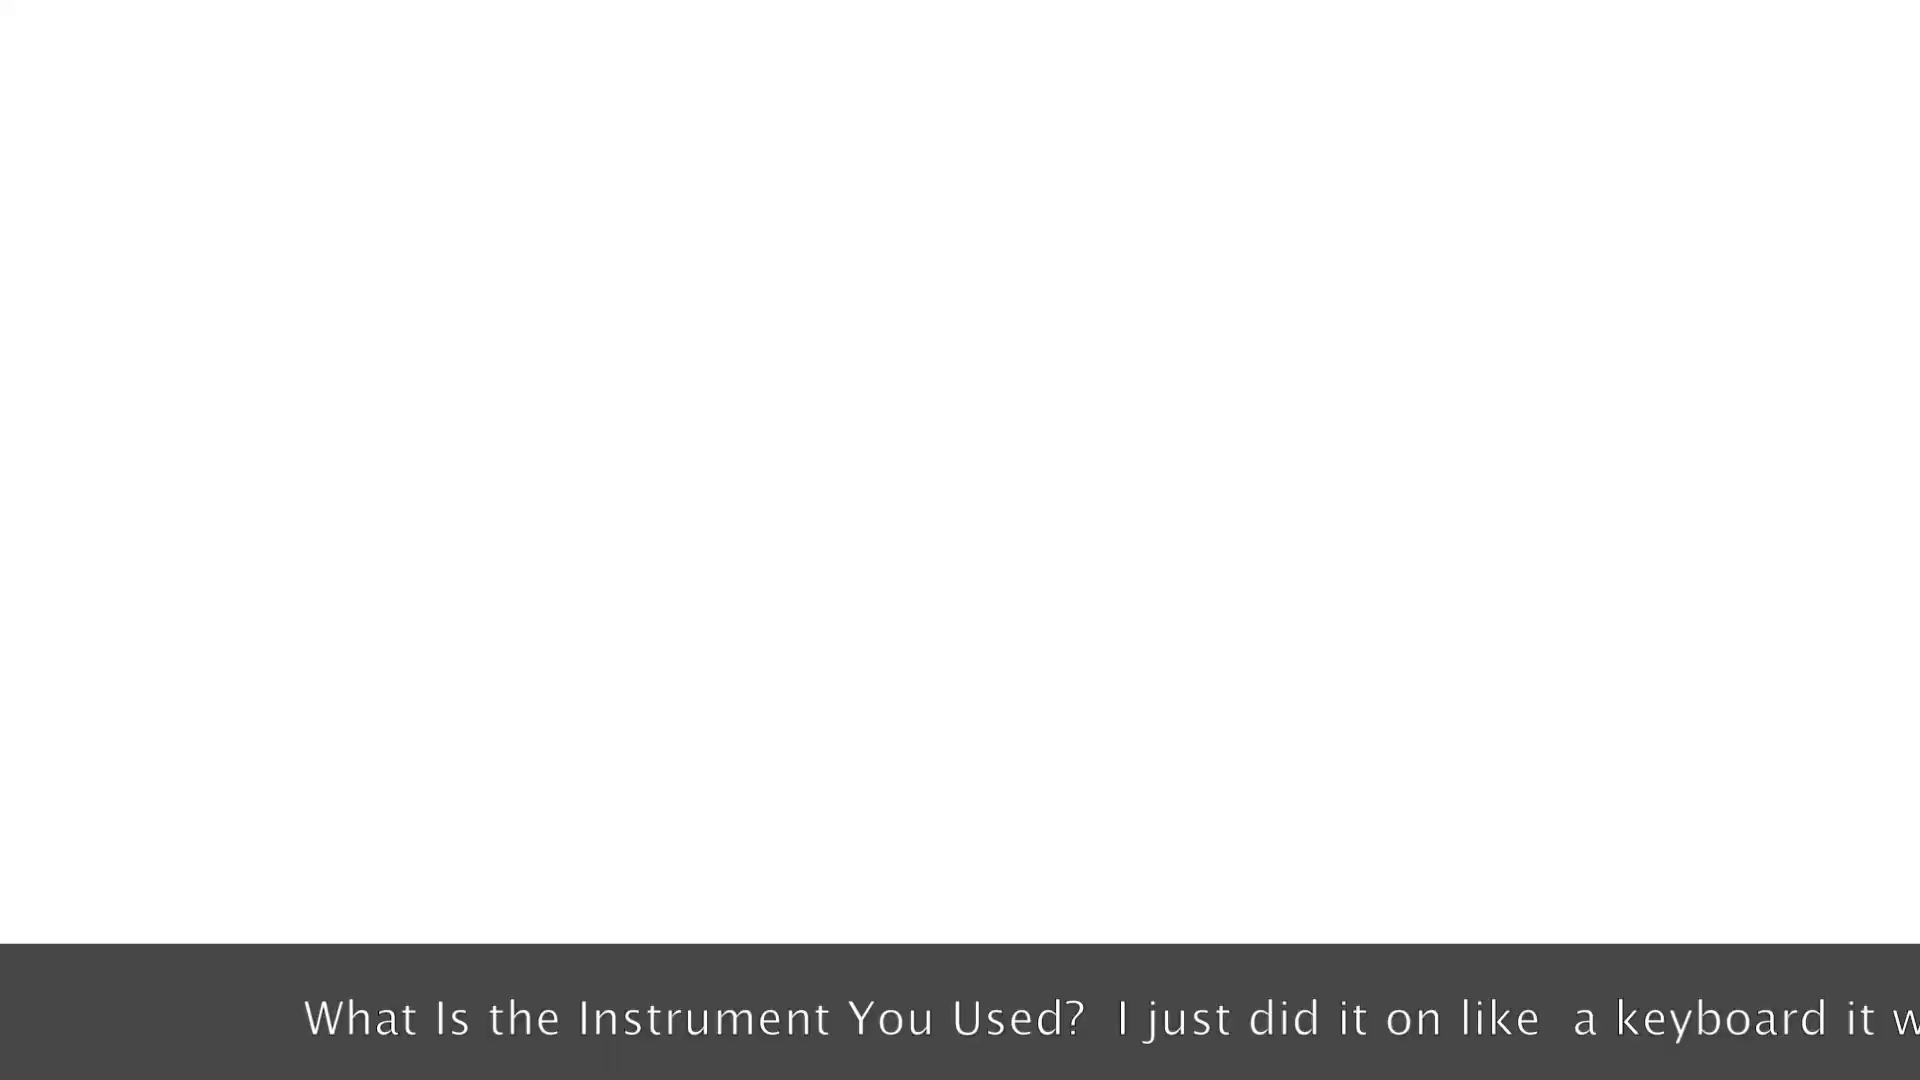 What Is the Instrument You Used? I just did it on like a keyboard it